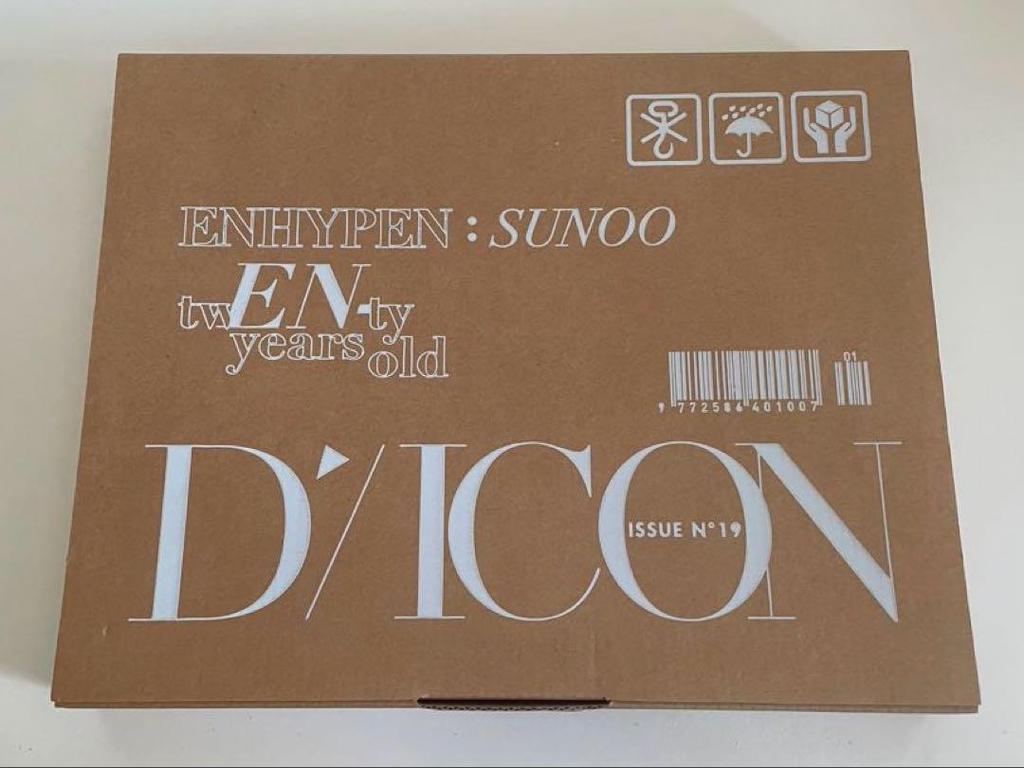 ENHYPEN : SUNOO
twEN-ty
years old
01
9 772586 401007
D'/ICON
ISSUE N°19